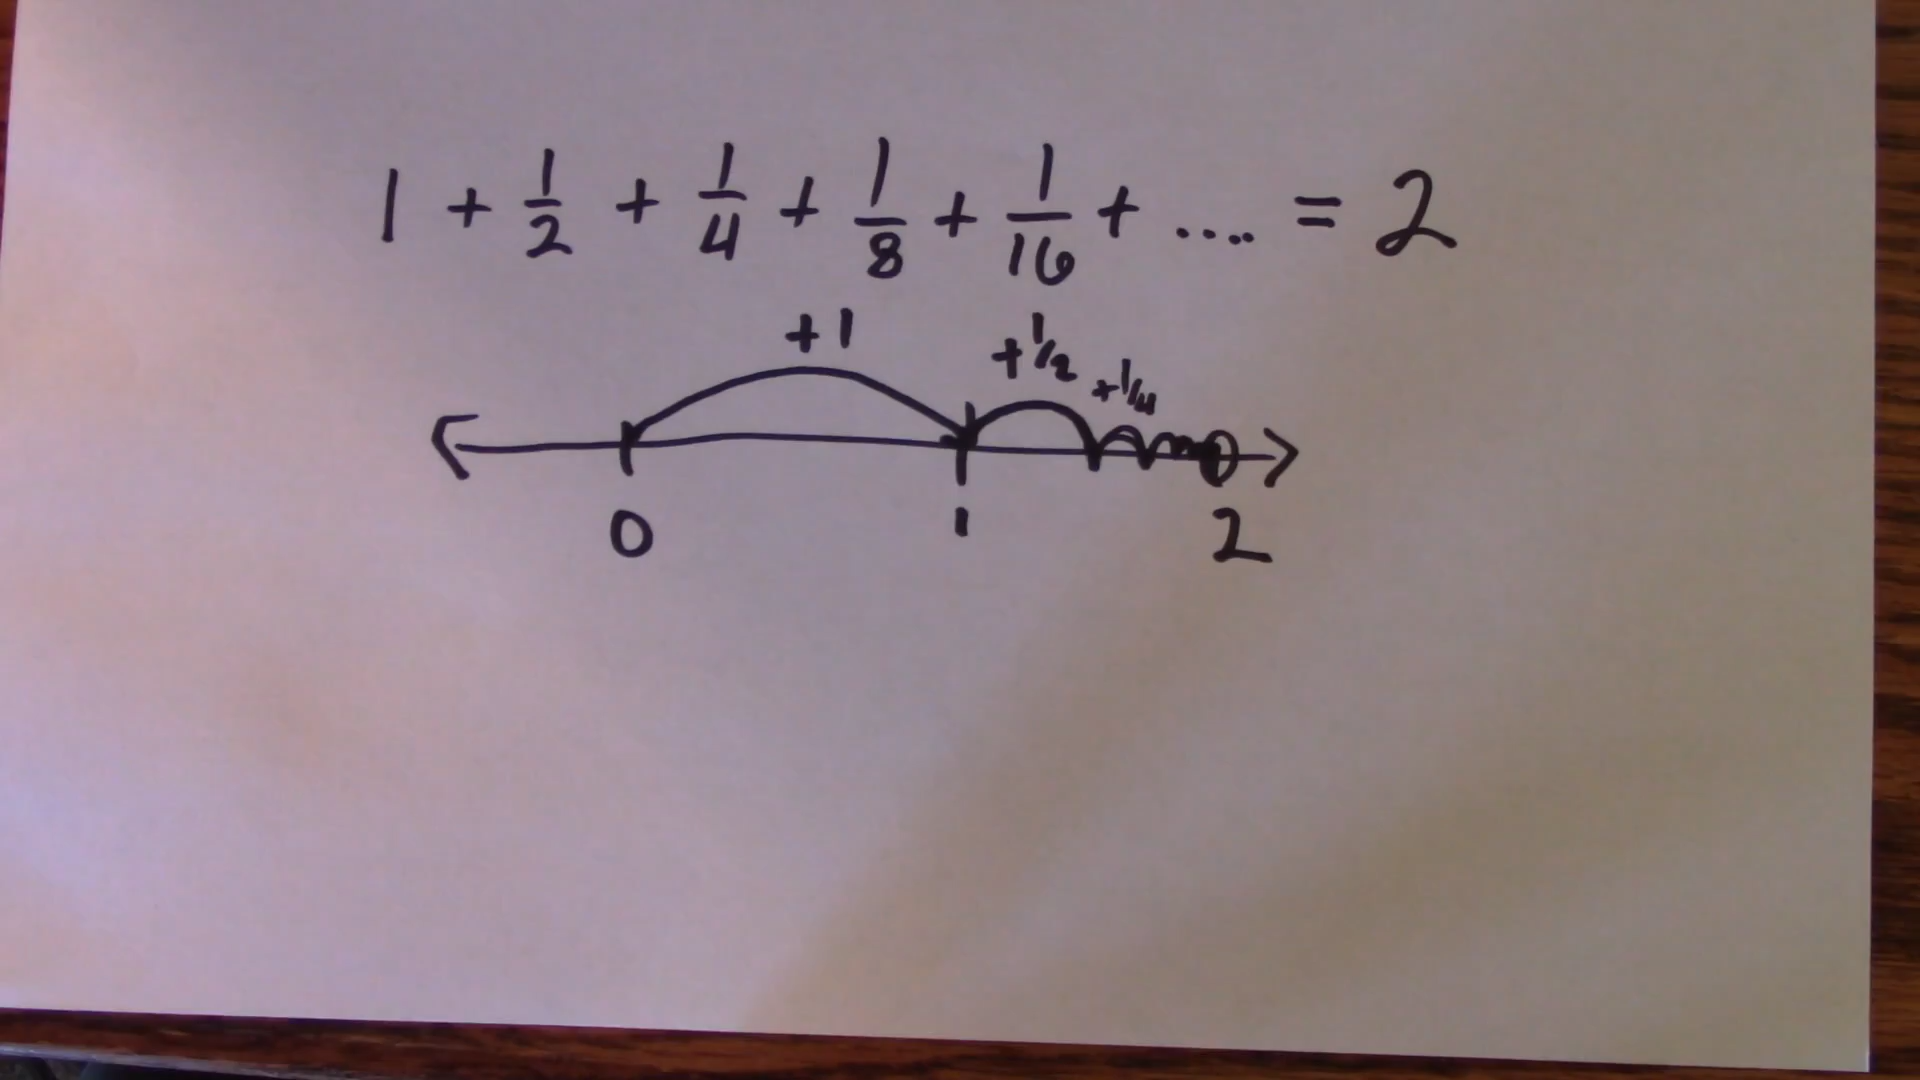 1 + 1/2 + 1/4 + 1/8 + 1/16 + .... = 2
+1 +1/2 +1/4
0 1 2